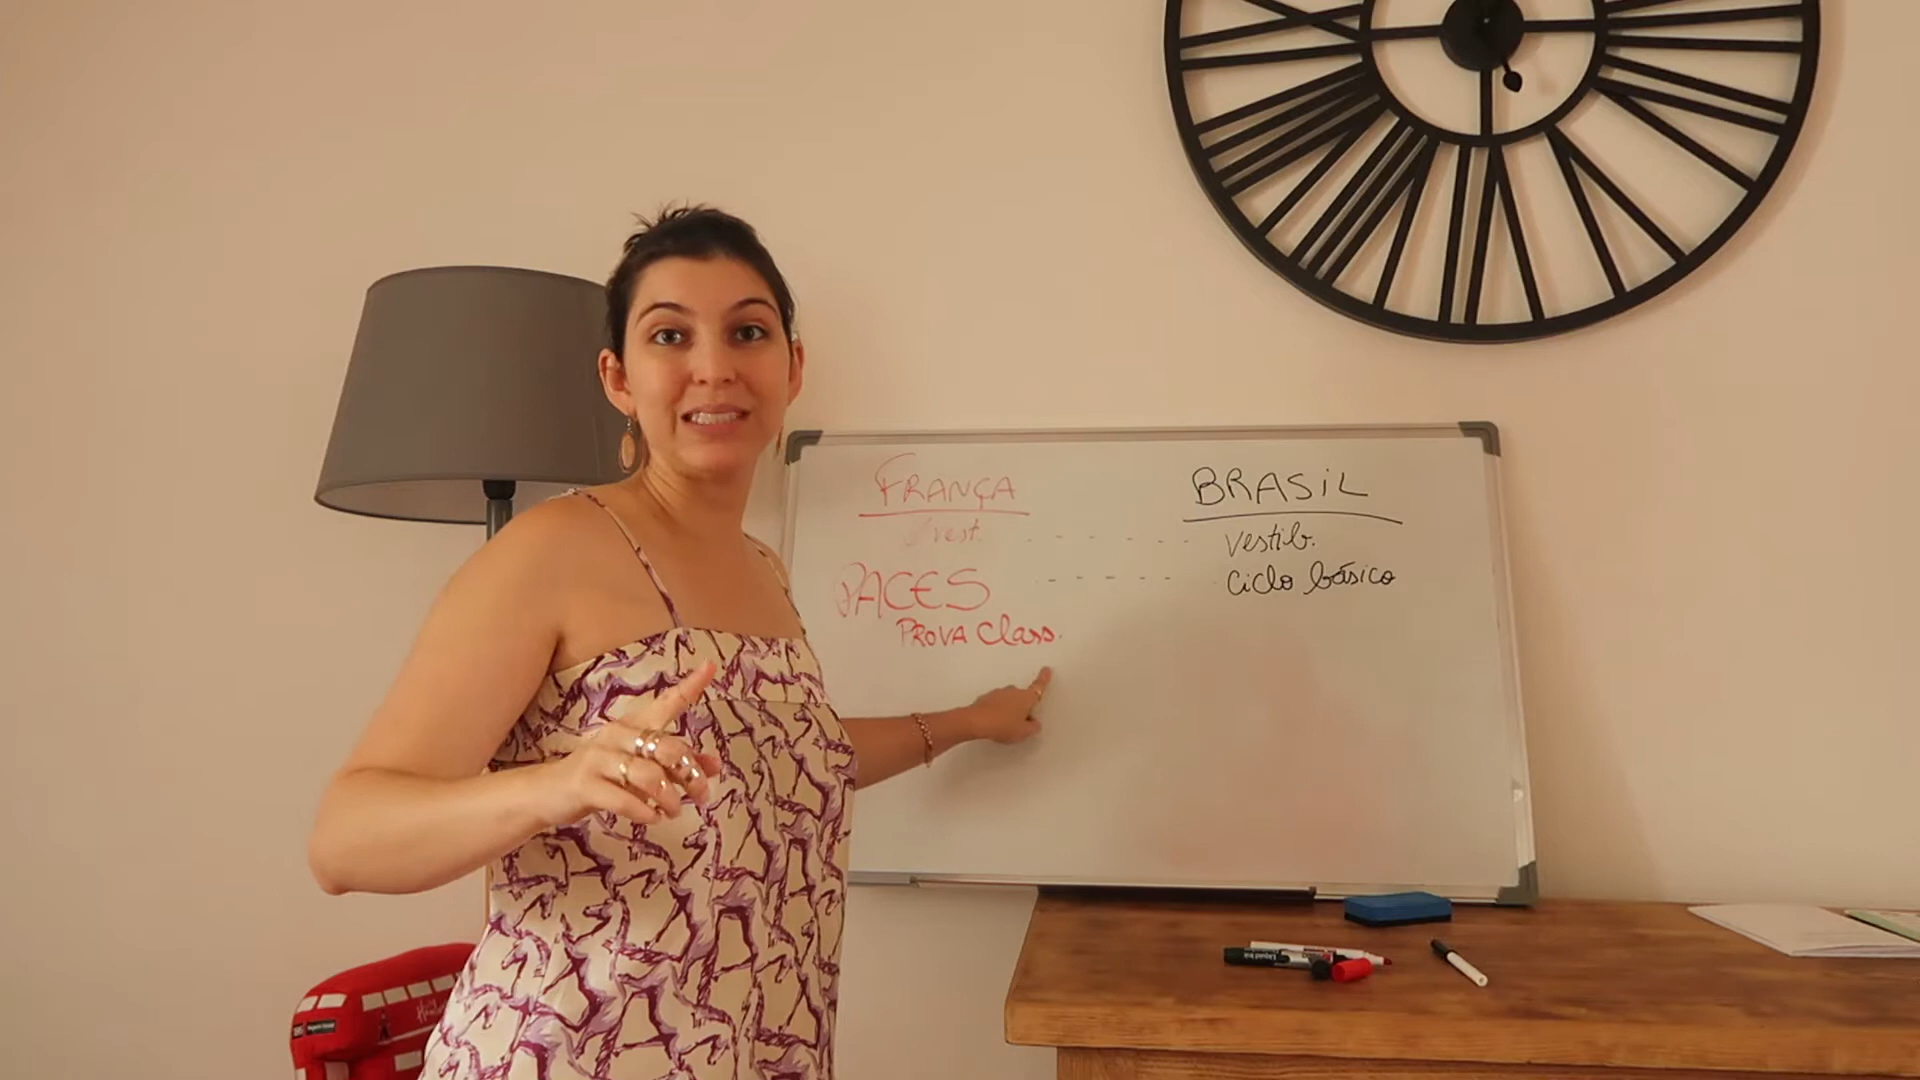 FRANÇA
vest.
PACES
PROVA Class.
BRASiL
Vestib.
Ciclo básico